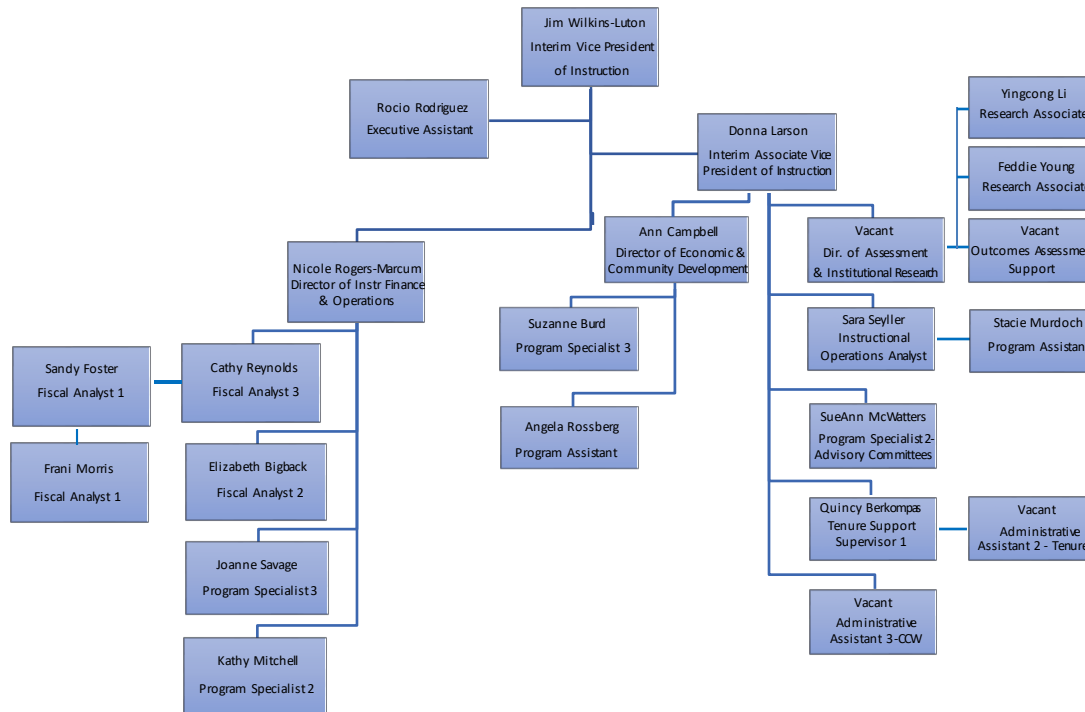 Jim Wilkins-Luton
Interim Vice President
of Instruction
Rocio Rodriguez
Executive Assistant
Donna Larson
Interim Associate Vice
President of Instruction
Yingcong Li
Research Associate
Feddie Young
Research Associate
Vacant
Outcomes Assessmen
Support
Vacant
Dir. of Assessment
& Institutional Research
Ann Campbell
Director of Economic &
Community Development
Nicole Rogers-Marcum
Director of Instr Finance
& Operations
Suzanne Burd
Program Specialist 3
Sara Seyller
Instructional
Operations Analyst
Stacie Murdoch
Program Assistan
Sandy Foster
Fiscal Analyst 1
Cathy Reynolds
Fiscal Analyst 3
Angela Rossberg
Program Assistant
SueAnn McWatters
Program Specialist 2-
Advisory Committees
Frani Morris
Fiscal Analyst 1
Elizabeth Bigback
Fiscal Analyst 2
Quincy Berkompas
Tenure Support
Supervisor 1
Vacant
Administrative
Assistant 2 - Tenure
Joanne Savage
Program Specialist 3
Vacant
Administrative
Assistant 3-CCW
Kathy Mitchell
Program Specialist 2